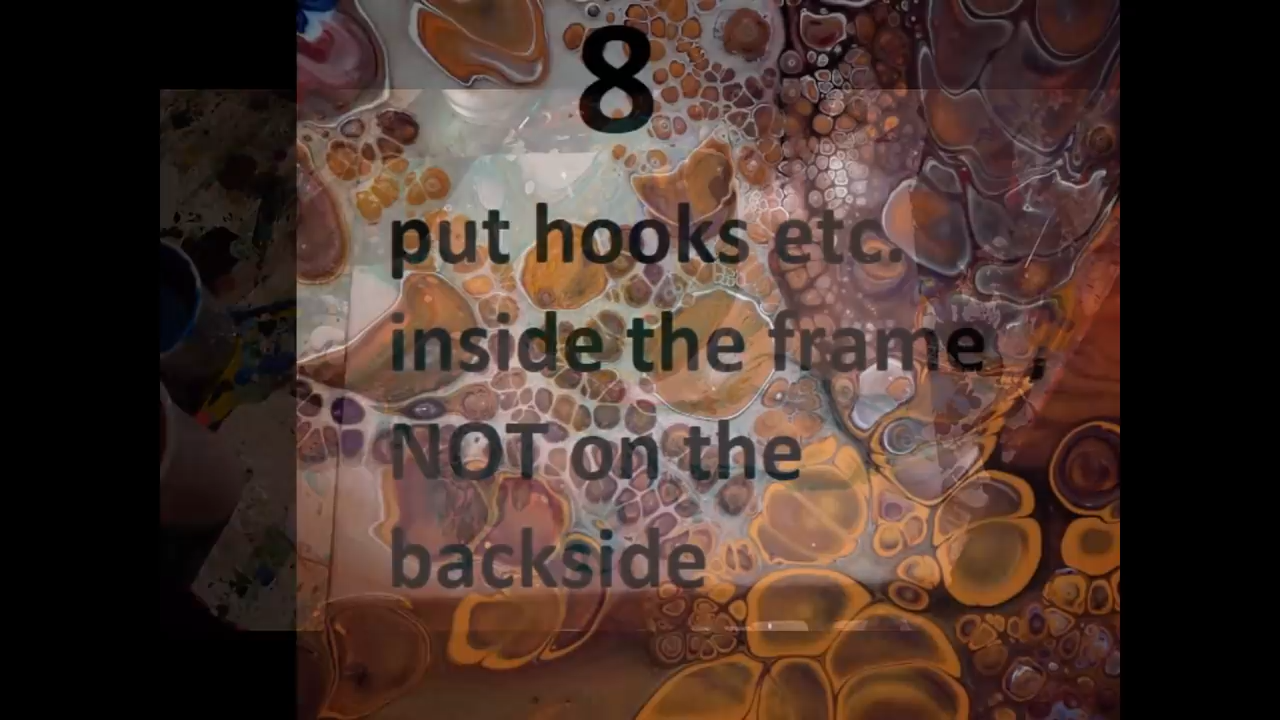 8
put hooks etc.
inside the frame ,
NOT on the
backside